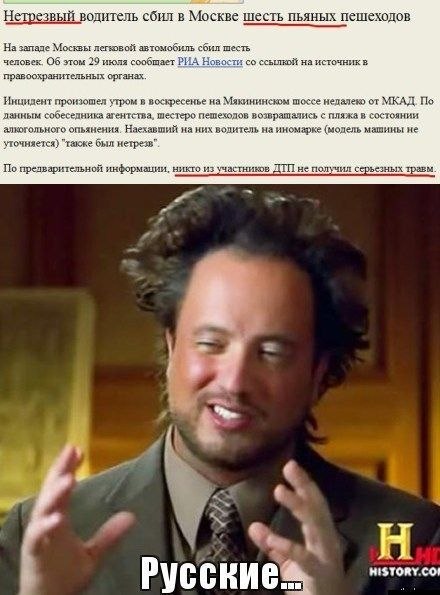 Нетрезвый водитель сбил в Москве шесть пьяных пешеходов
На западе Москвы легковой автомобиль сбил шесть
человек. Об этом 29 июля сообщает РИА Новости со ссылкой на источник в
правоохранительных органах.
Инцидент произошел утром в воскресенье на Мякининском шоссе недалеко от МКАД. По
данным собеседника агентства, шестеро пешеходов возвращались с пляжа в состоянии
алкогольного опьянения. Наехавший на них водитель на иномарке (модель машины не
уточняется) "также был нетрезв".
По предварительной информации, никто из участников ДТП не получил серьезных травм.
H
HISTORY.CO
Русские...